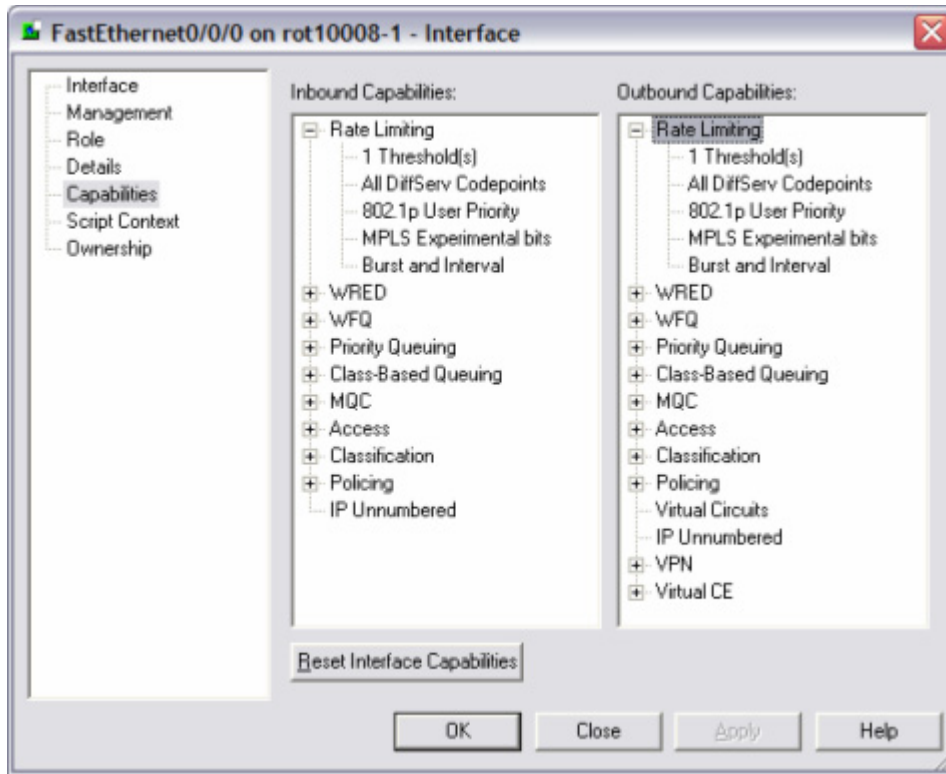 FastEthernet0/0/0 on rot10008-1 - Interface
Interface
Management
Role
Details
Capabilities
Script Context
Ownership
Inbound Capabilities:
Rate Limiting
1 Threshold(s)
All DiffServ Codepoints
802.1p User Priority
MPLS Experimental bits
Burst and Interval
WRED
WFQ
Priority Queuing
Class-Based Queuing
MQC
Access
Classification
Policing
IP Unnumbered
Outbound Capabilities:
Rate Limiting
1 Threshold(s)
All DiffServ Codepoints
802.1p User Priority
MPLS Experimental bits
Burst and Interval
WRED
WFQ
Priority Queuing
Class-Based Queuing
MQC
Access
Classification
Policing
Virtual Circuits
IP Unnumbered
VPN
Virtual CE
Reset Interface Capabilities
OK
Close
Apply
Help